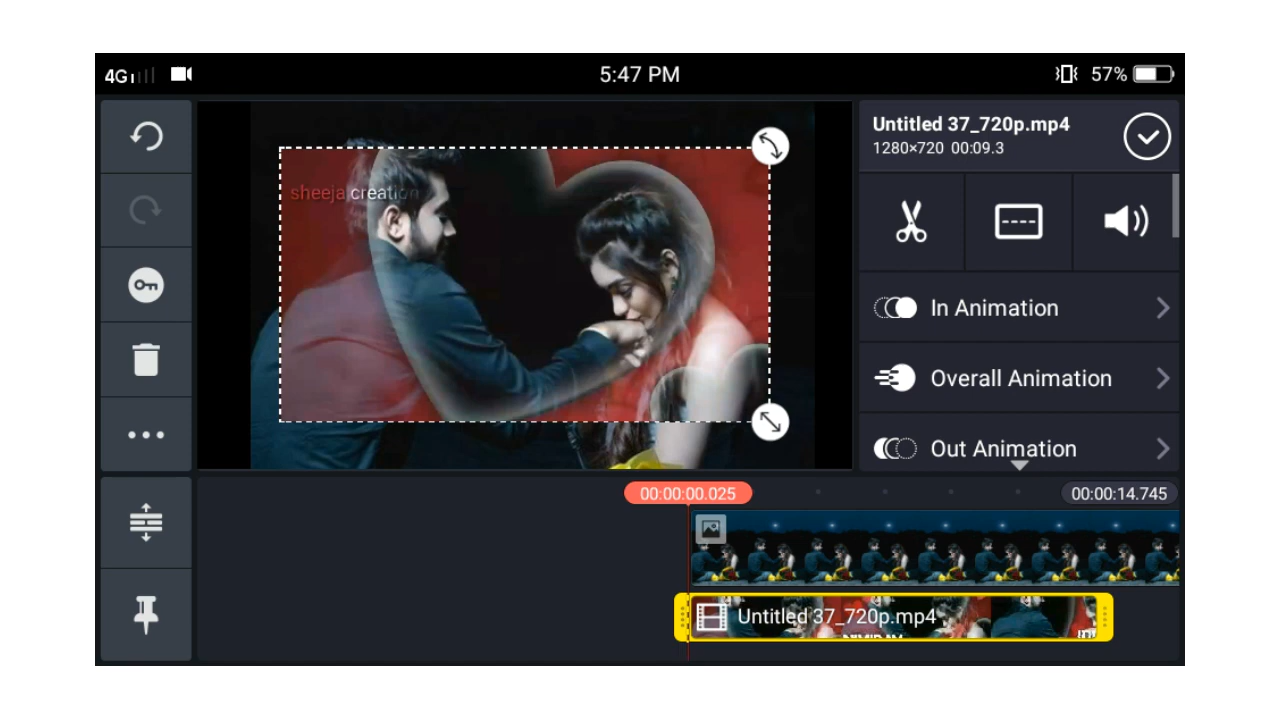 4G
5:47 PM
57%
Untitled 37_720p.mp4
1280×720 00:09.3
sheeja creation
In Animation
Overall Animation
Out Animation
00:00:00.025
00:00:14.745
Untitled 37_720p.mp4